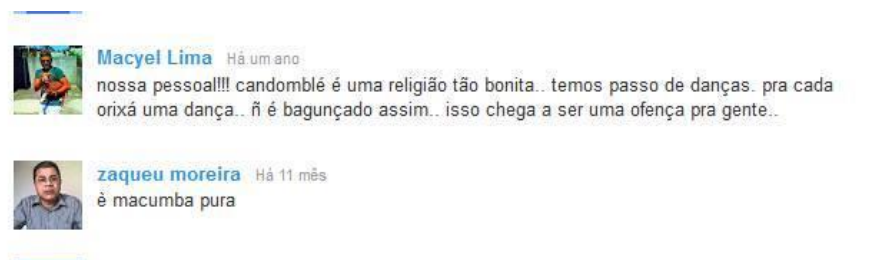 Macyel Lima Há um ano
nossa pessoal!!! candomblé é uma religião tão bonita.. temos passo de danças. pra cada
orixá uma dança.. ñ é bagunçado assim.. isso chega a ser uma ofença pra gente..
zaqueu moreira Há 11 mês
è macumba pura